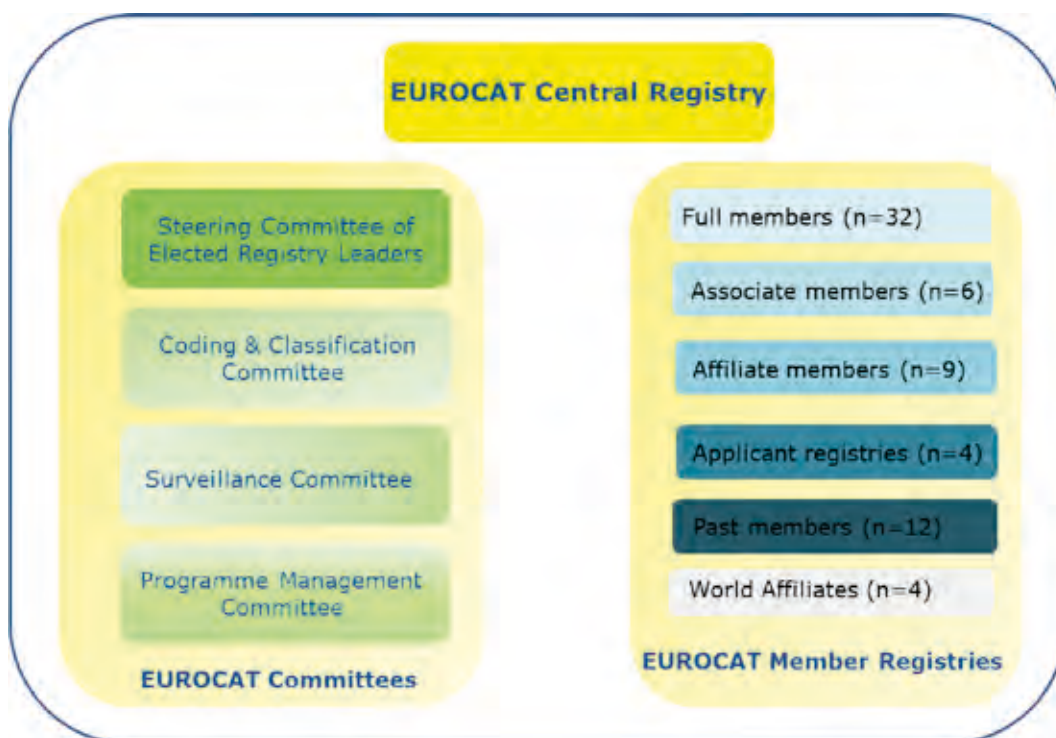 EUROCAT Central Registry
Steering Committee of
Elected Registry Leaders
Coding & Classification
Committee
Surveillance Committee
Programme Management
Committee
EUROCAT Committees
Full members (n=32)
Associate members (n=6)
Affiliate members (n=9)
Applicant registries (n=4)
Past members (n=12)
World Affiliates (n=4)
EUROCAT Member Registries